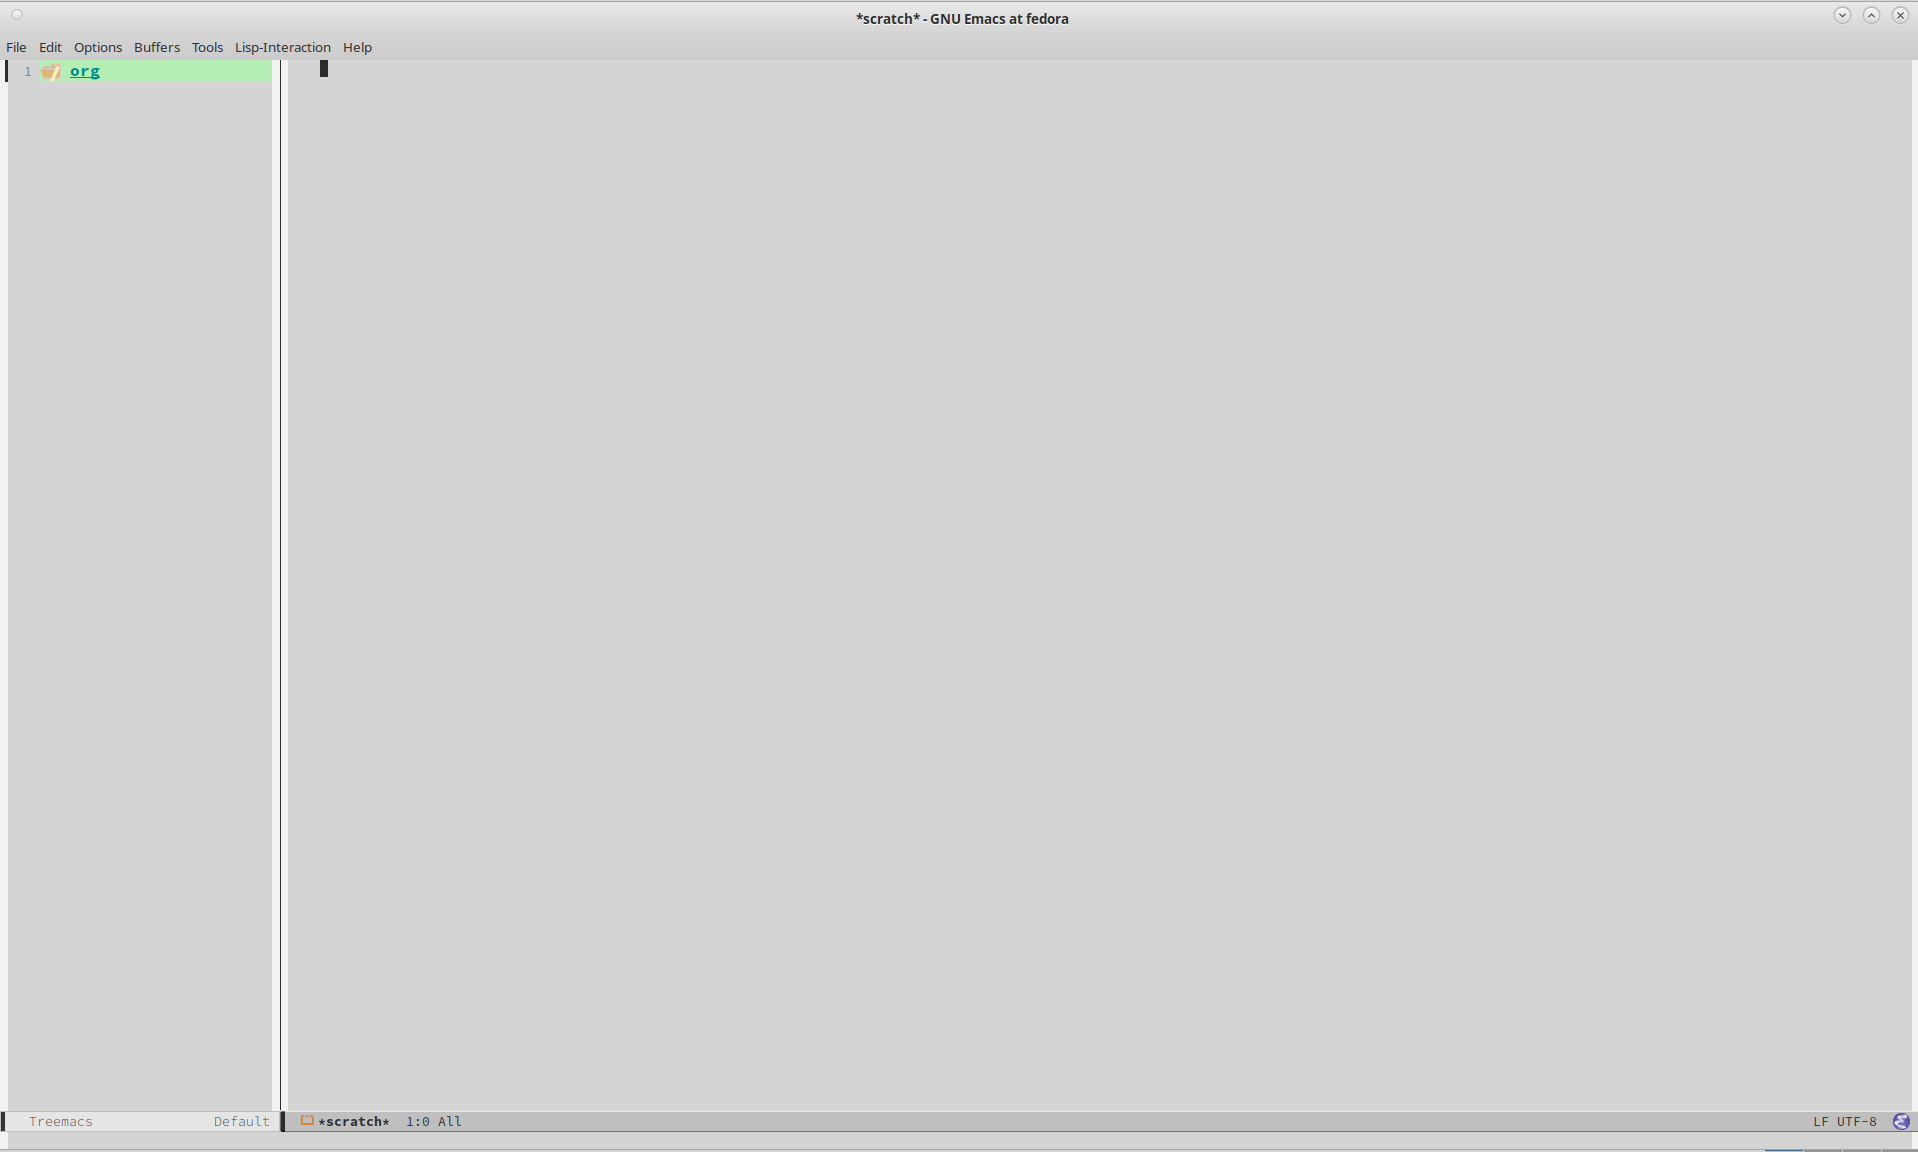 *scratch* - GNU Emacs at fedora
File Edit Options Buffers Tools Lisp-Interaction Help
1 org
Treemacs Default *scratch* 1:0 All LF UTF-8